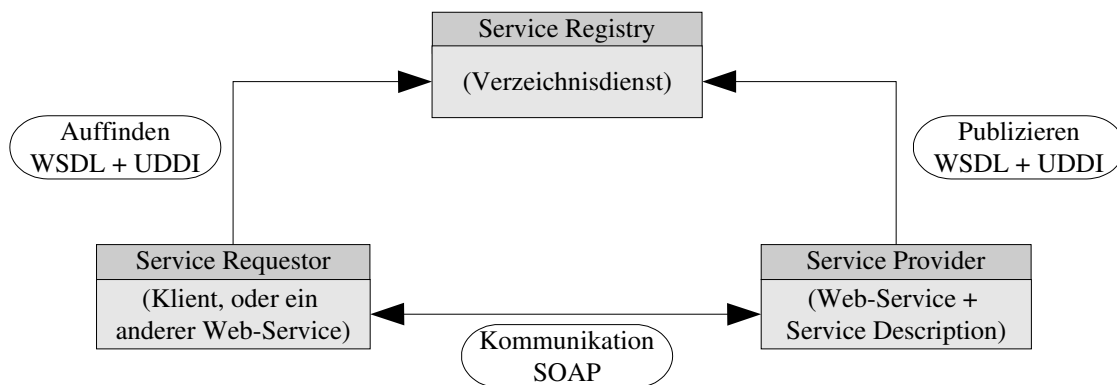 Service Registry
(Verzeichnisdienst)
Auffinden
WSDL + UDDI
Publizieren
WSDL + UDDI
Service Requestor
(Klient, oder ein
anderer Web-Service)
Service Provider
(Web-Service +
Service Description)
Kommunikation
SOAP